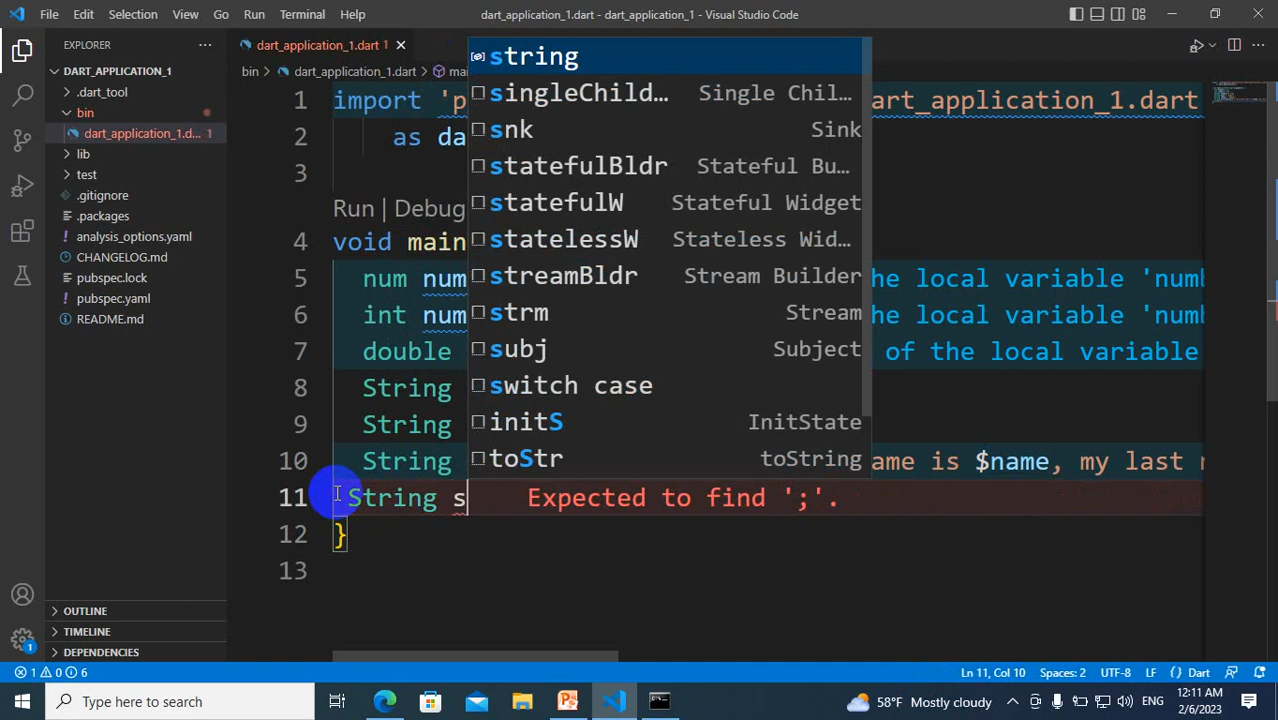 File Edit Selection View Go Run Terminal Help
dart_application_1.dart - dart_application_1 - Visual Studio Code
EXPLORER
DART_APPLICATION_1
.dart_tool
bin
dart_application_1.d... 1
lib
test
.gitignore
.packages
analysis_options.yaml
CHANGELOG.md
pubspec.lock
pubspec.yaml
README.md
OUTLINE
TIMELINE
DEPENDENCIES
dart_application_1.dart 1
bin > dart_application_1.dart >
1 import 'p art_application_1.dart
2 as da
3
Run | Debug
4 void main
5 num num he local variable 'numb
6 int num he local variable 'numb
7 double of the local variable
8 String
9 String
10 String ame is $name, my last
11 String s Expected to find ';'.
12 }
13
string
singleChild... Single Chil...
snk Sink
statefulBldr Stateful Bu...
statefulW Stateful Widget
statelessW Stateless Wid...
streamBldr Stream Builder
strm Stream
subj Subject
switch case
initS InitState
toStr toString
1 0 6
Ln 11, Col 10 Spaces: 2 UTF-8 LF Dart
1
Type here to search
58°F Mostly cloudy
ENG
12:11 AM
2/6/2023